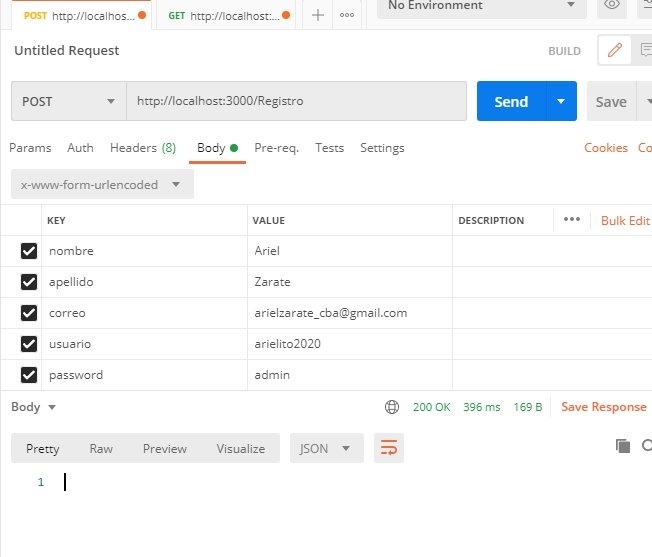 POST http://localhos... GET http://localhost:... + ooo No Environment
Untitled Request BUILD
POST http://localhost:3000/Registro Send Save
Params Auth Headers (8) Body Pre-req. Tests Settings Cookies Co
x-www-form-urlencoded
KEY VALUE DESCRIPTION ••• Bulk Edit
nombre Ariel
apellido Zarate
correo arielzarate_cba@gmail.com
usuario arielito2020
password admin
Body 200 OK 396 ms 169 B Save Response
Pretty Raw Preview Visualize JSON
1